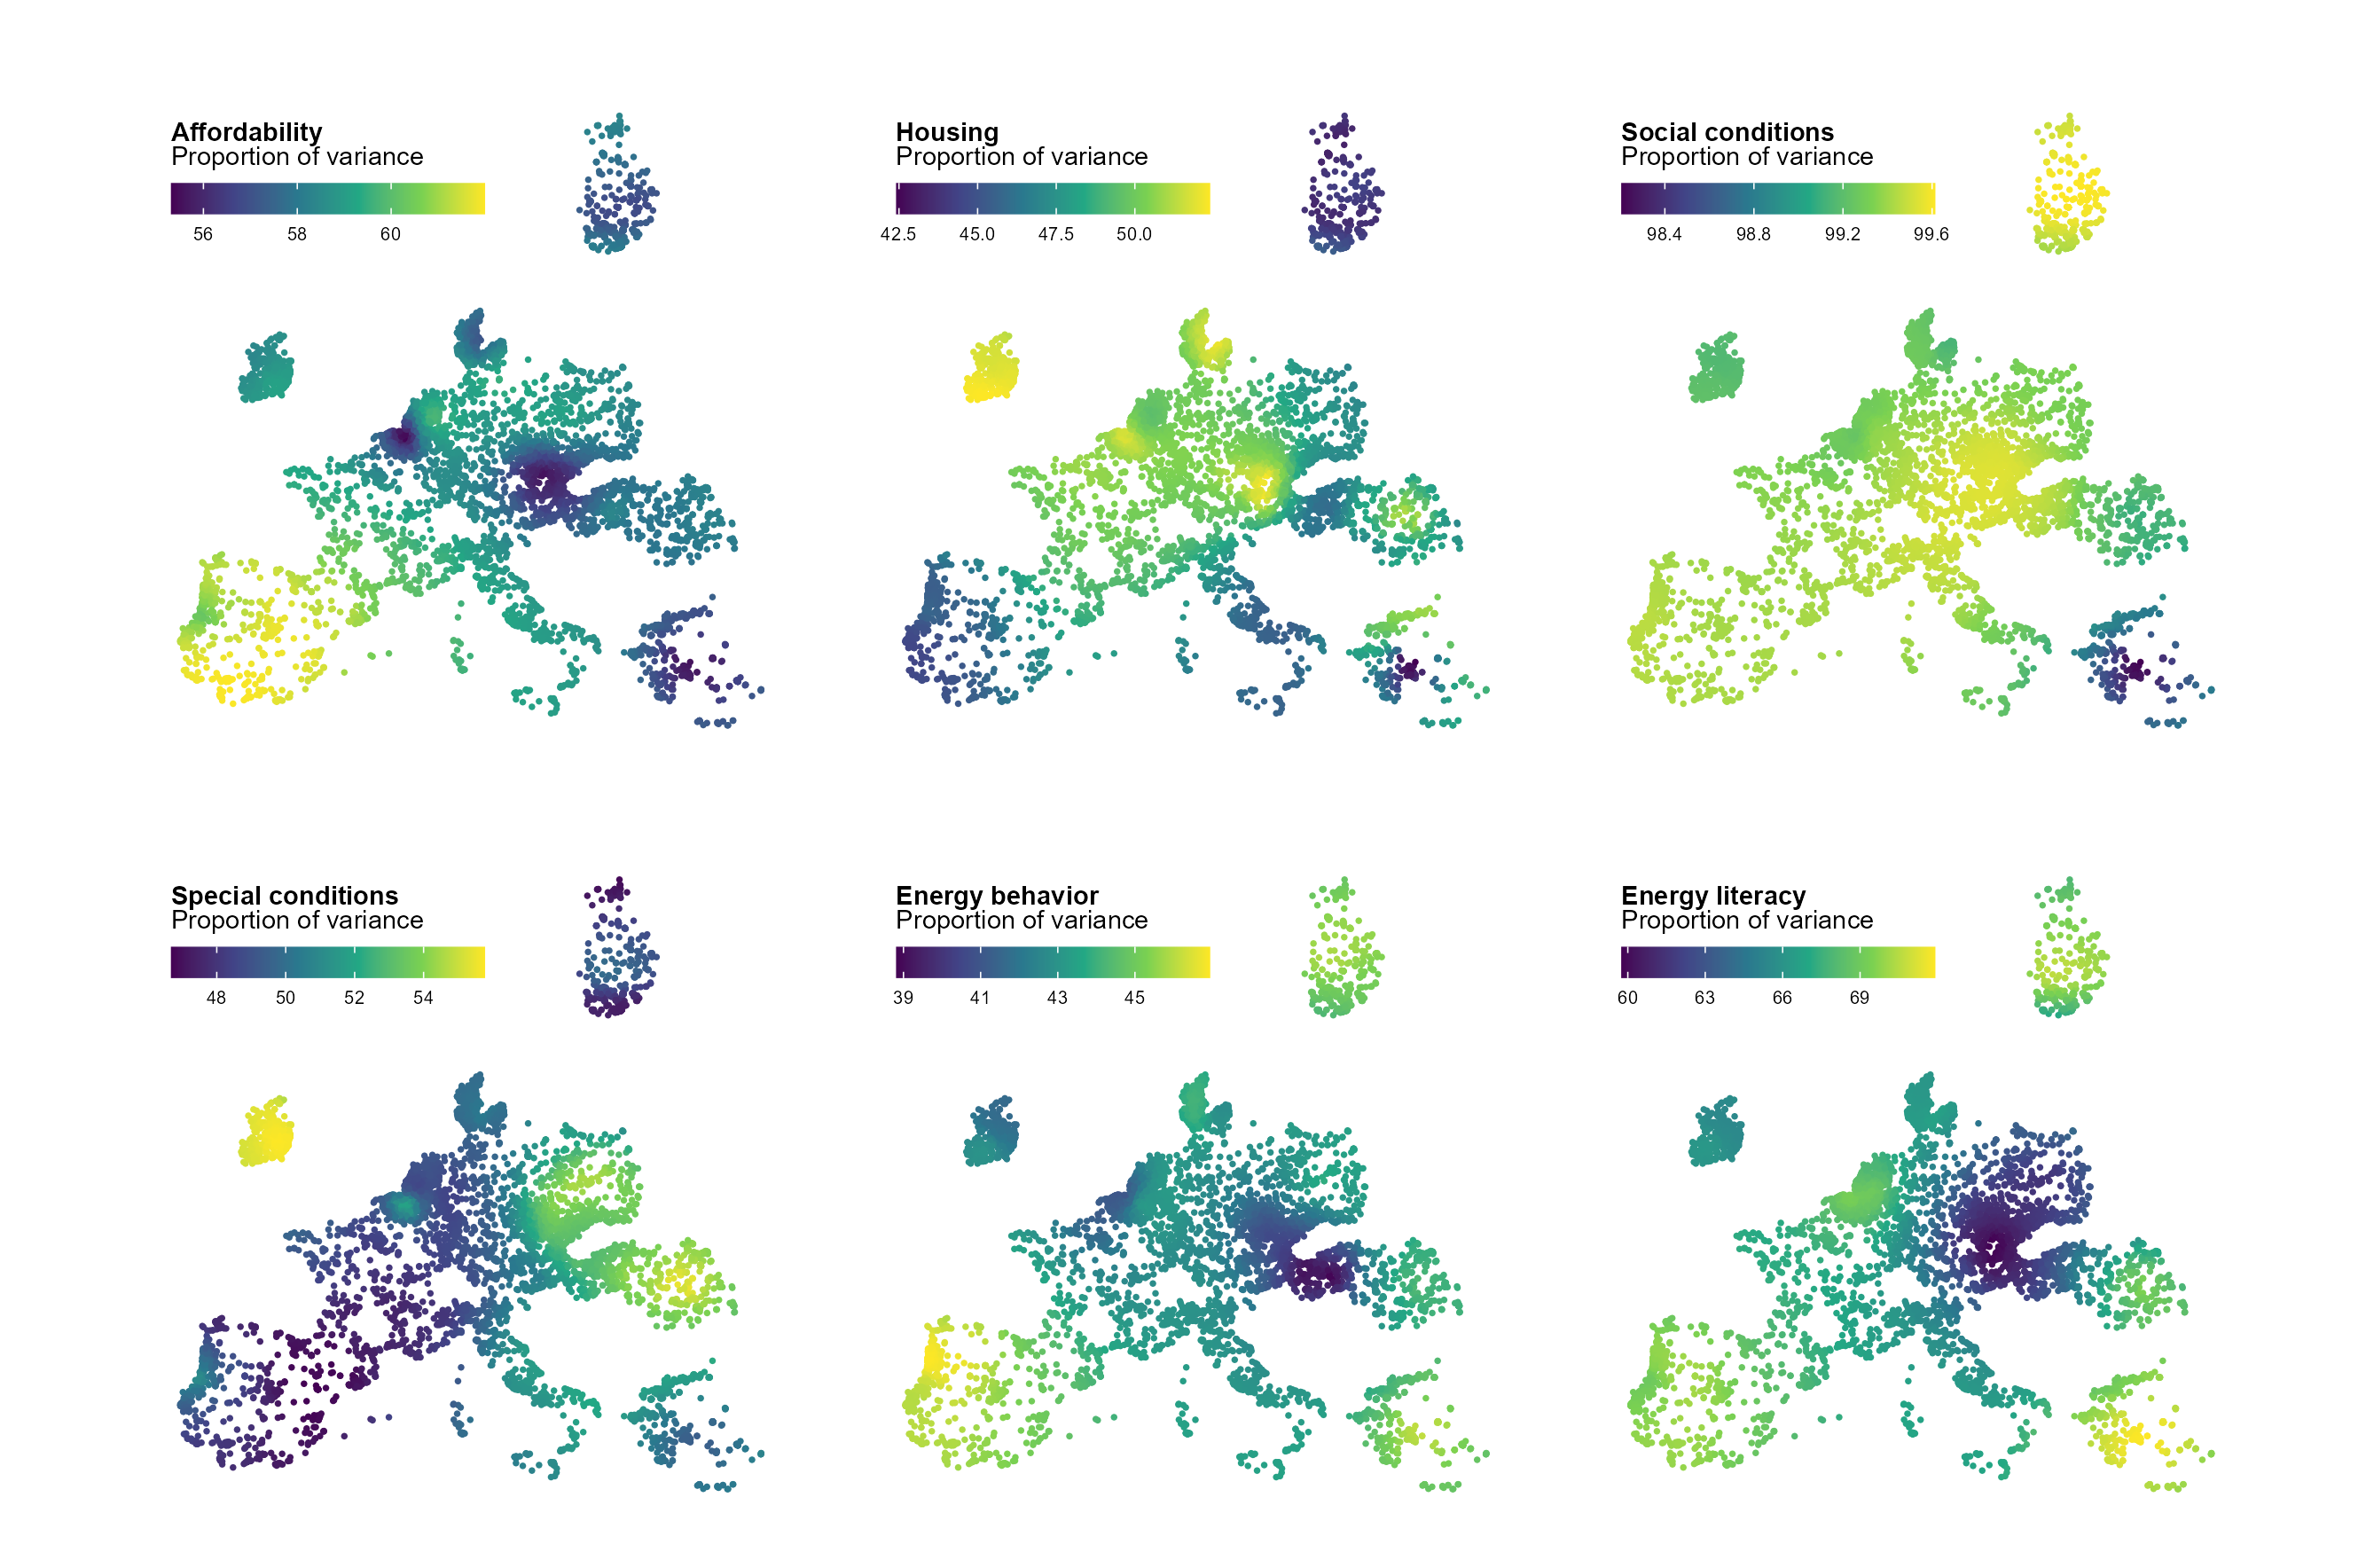 Affordability
Proportion of variance
56 58 60
Housing
Proportion of variance
42.5 45.0 47.5 50.0
Social conditions
Proportion of variance
98.4 98.8 99.2 99.6
Special conditions
Proportion of variance
48 50 52 54
Energy behavior
Proportion of variance
39 41 43 45
Energy literacy
Proportion of variance
60 63 66 69